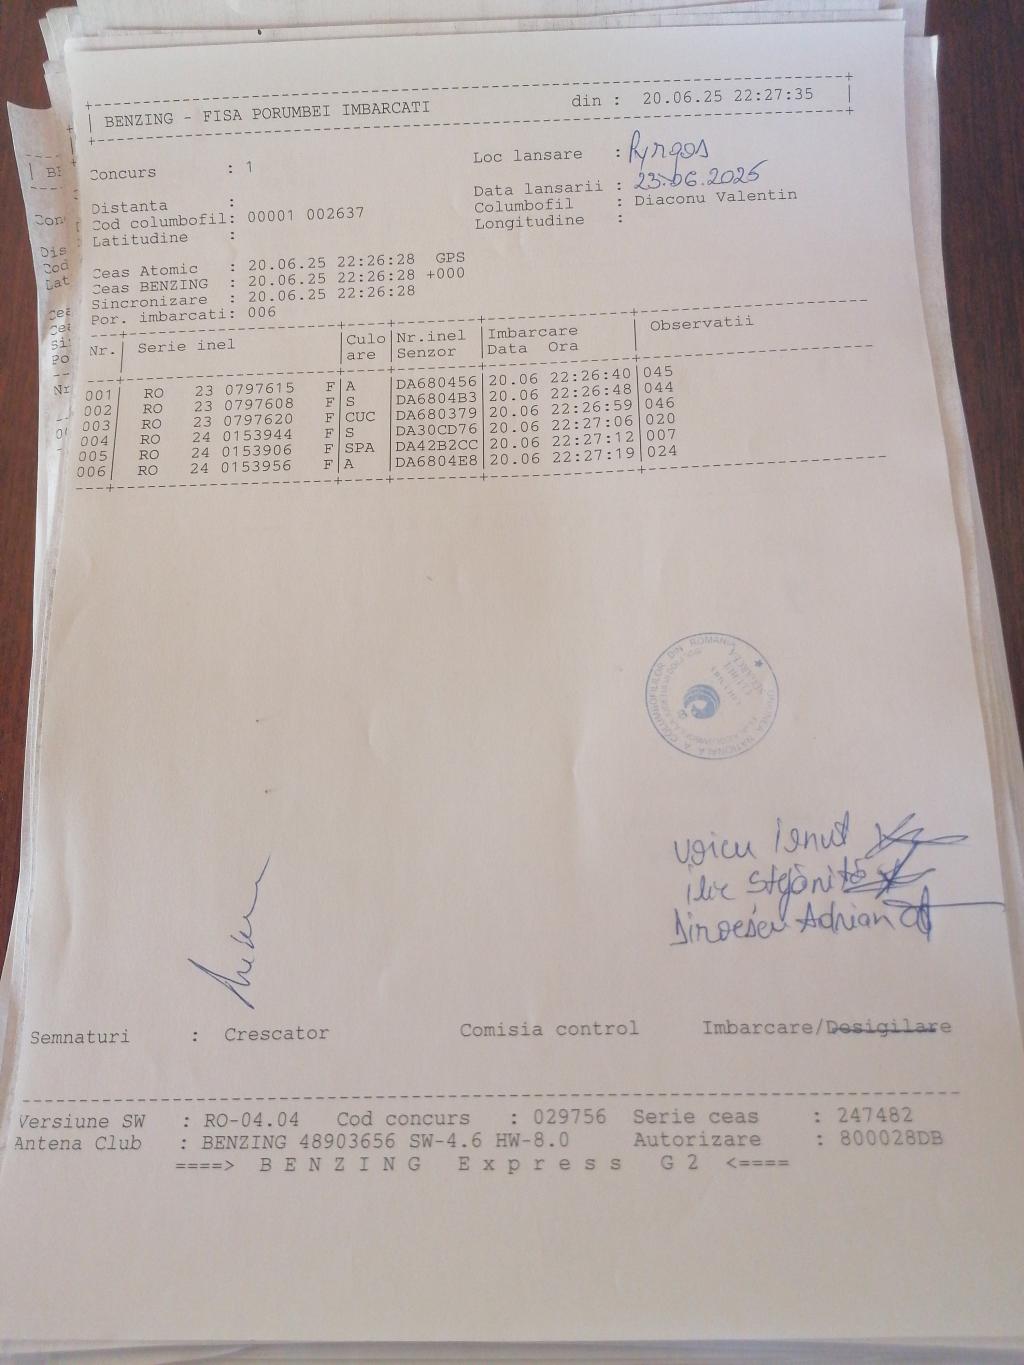 BENZING - FISA PORUMBEI IMBARCATI din : 20.06.25 22:27:35
Concurs : 1 Loc lansare : Pyrgos
Data lansarii : 23.06.2025
Distanta : Columbofil : Diaconu Valentin
Cod columbofil: 00001 002637 Longitudine :
Latitudine :
Ceas Atomic : 20.06.25 22:26:28 GPS
Ceas BENZING : 20.06.25 22:26:28 +000
Sincronizare : 20.06.25 22:26:28
Por. imbarcati: 006
Nr. Serie inel Culo Nr.inel Imbarcare Observatii
are Senzor Data Ora
001 RO 23 0797615 F A DA680456 20.06 22:26:40 045
002 RO 23 0797608 F S DA6804B3 20.06 22:26:48 044
003 RO 23 0797620 F CUC DA680379 20.06 22:26:59 046
004 RO 24 0153944 F S DA30CD76 20.06 22:27:06 020
005 RO 24 0153906 F SPA DA42B2CC 20.06 22:27:12 007
006 RO 24 0153956 F A DA6804E8 20.06 22:27:19 024
UNIUNEA NATIONALA A COLUMBOFILILOR DIN ROMANIA
Voicu Ionut
Ilie Stefanita
Adrian
Semnaturi : Crescator Comisia control Imbarcare/Desigilare
Versiune SW : RO-04.04 Cod concurs : 029756 Serie ceas : 247482
Antena Club : BENZING 48903656 SW-4.6 HW-8.0 Autorizare : 800028DB
====> B E N Z I N G E x p r e s s G 2 <====